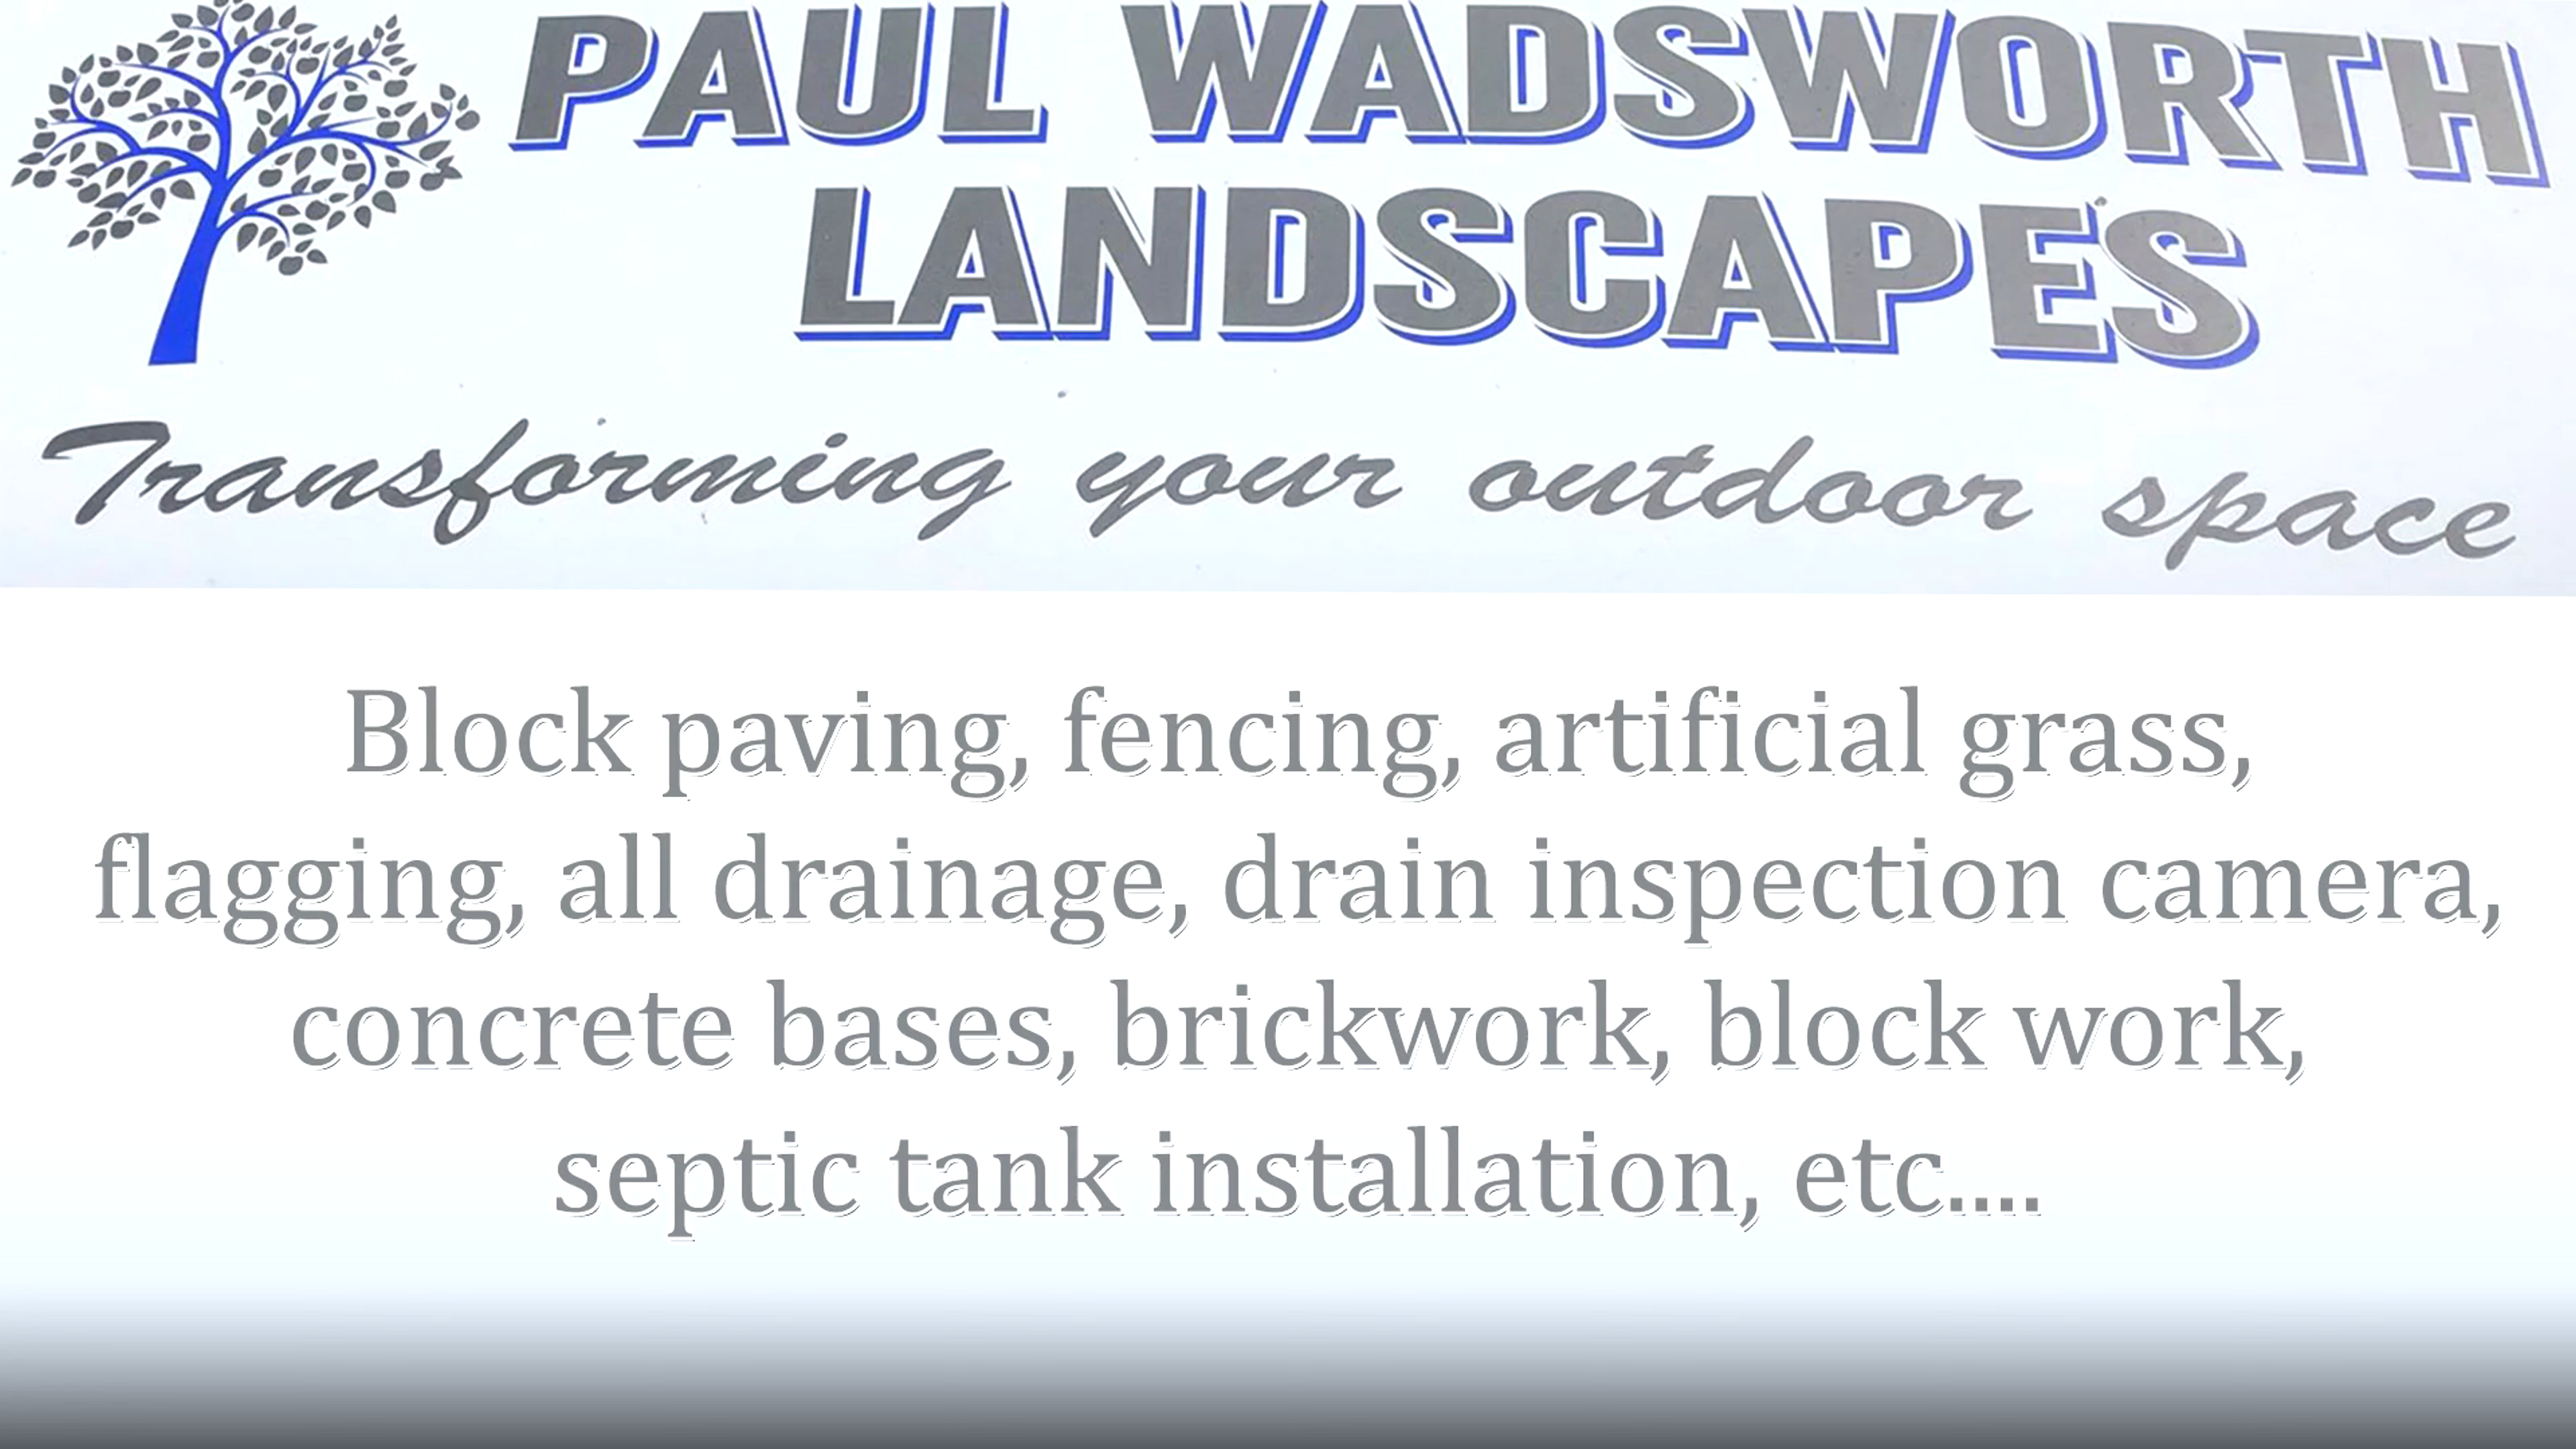 PAUL WADSWORTH
LANDSCAPES
Transforming your outdoor space
Block paving, fencing, artificial grass,
flagging, all drainage, drain inspection camera,
concrete bases, brickwork, block work,
septic tank installation, etc....